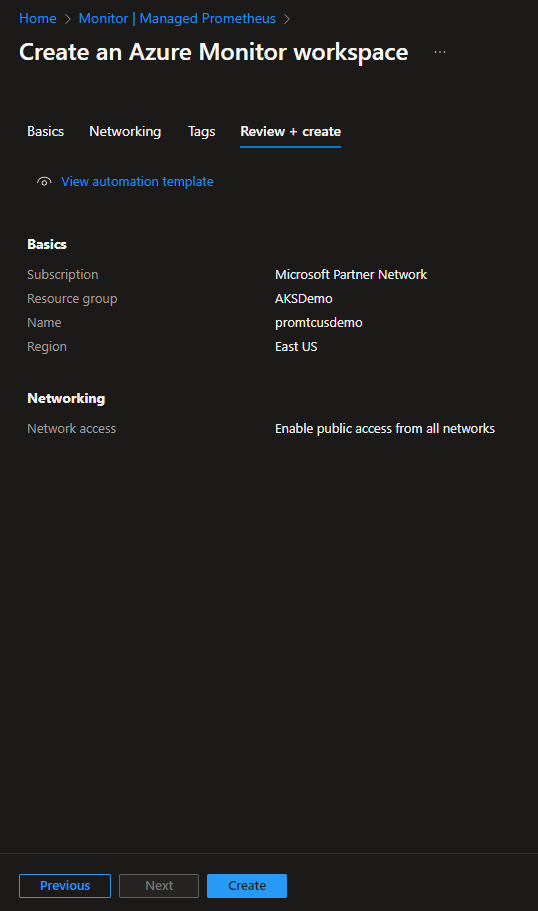 Home > Monitor | Managed Prometheus >
Create an Azure Monitor workspace ...
Basics Networking Tags Review + create
View automation template
Basics
Subscription Microsoft Partner Network
Resource group AKSDemo
Name promtcusdemo
Region East US
Networking
Network access Enable public access from all networks
Previous Next Create